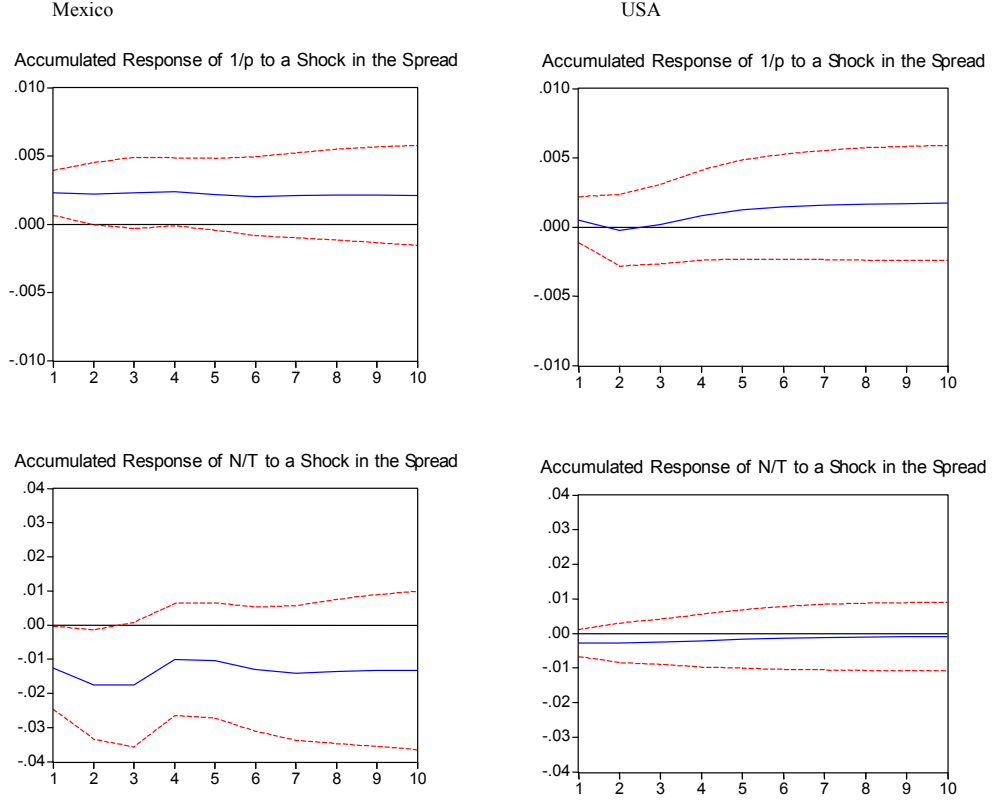 Mexico
USA
Accumulated Response of 1/p to a Shock in the Spread
.010
.005
.000
-.005
-.010
1 2 3 4 5 6 7 8 9 10
Accumulated Response of 1/p to a Shock in the Spread
.010
.005
.000
-.005
-.010
1 2 3 4 5 6 7 8 9 10
Accumulated Response of N/T to a Shock in the Spread
.04
.03
.02
.01
.00
-.01
-.02
-.03
-.04
1 2 3 4 5 6 7 8 9 10
Accumulated Response of N/T to a Shock in the Spread
.04
.03
.02
.01
.00
-.01
-.02
-.03
-.04
1 2 3 4 5 6 7 8 9 10